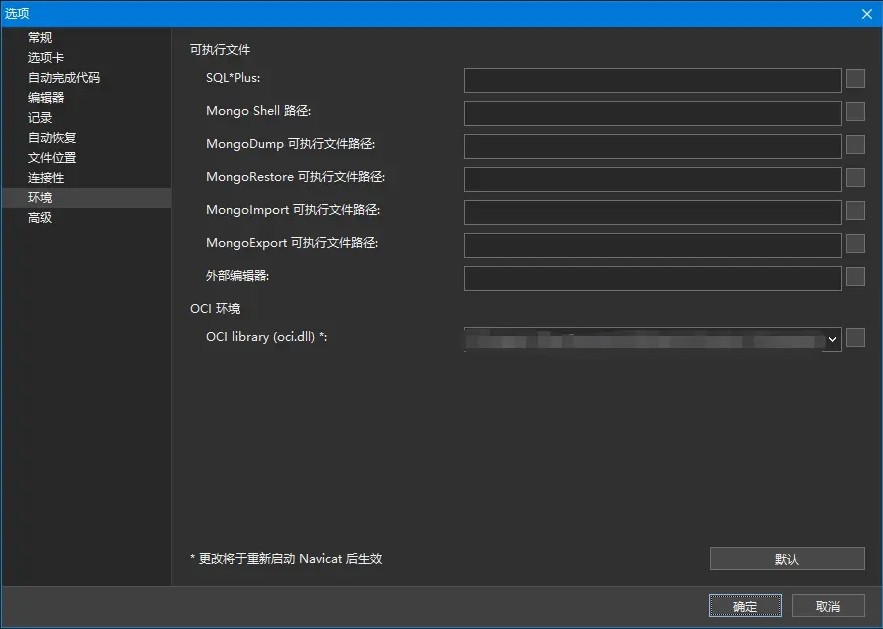 选项
常规
选项卡
自动完成代码
编辑器
记录
自动恢复
文件位置
连接性
环境
高级
可执行文件
SQL*Plus:
Mongo Shell 路径:
MongoDump 可执行文件路径:
MongoRestore 可执行文件路径:
MongoImport 可执行文件路径:
MongoExport 可执行文件路径:
外部编辑器:
OCI 环境
OCI library (oci.dll) *:
* 更改将于重新启动 Navicat 后生效
默认
确定
取消